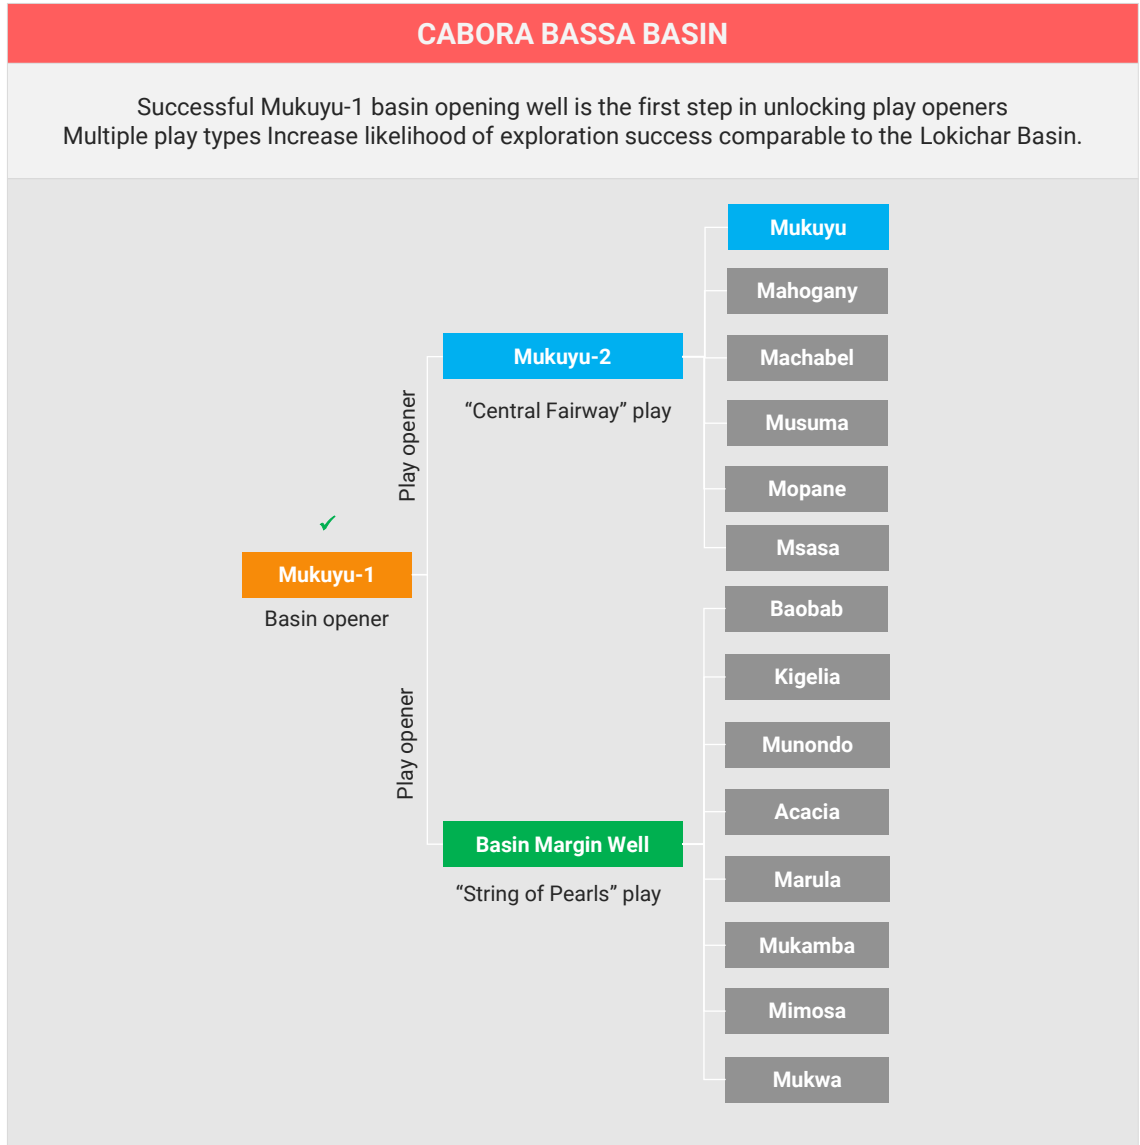 CABORA BASSA BASIN
Successful Mukuyu-1 basin opening well is the first step in unlocking play openers
Multiple play types Increase likelihood of exploration success comparable to the Lokichar Basin.
Mukuyu
Mahogany
Mukuyu-2
Machabel
“Central Fairway” play
Play opener
Musuma
Mopane
✓
Msasa
Mukuyu-1
Basin opener
Baobab
Kigelia
Play opener
Munondo
Acacia
Basin Margin Well
“String of Pearls” play
Marula
Mukamba
Mimosa
Mukwa